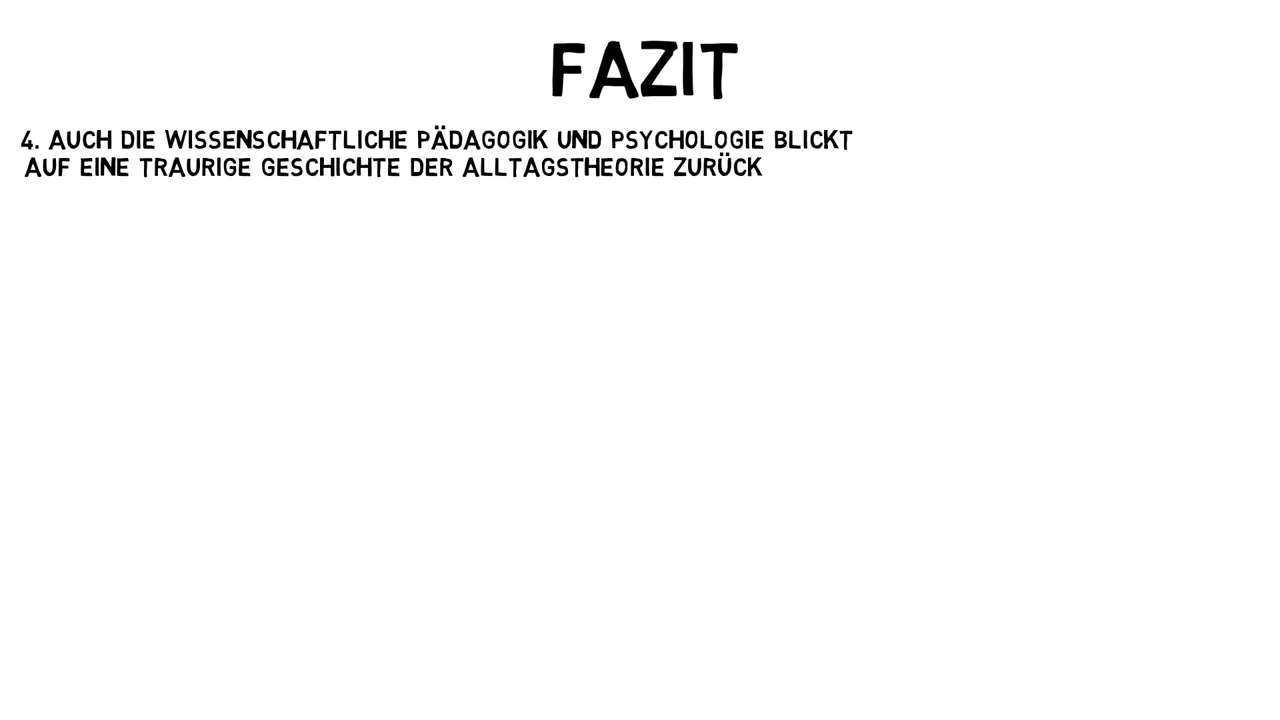 FAZIT
4. AUCH DIE WISSENSCHAFTLICHE PÄDAGOGIK UND PSYCHOLOGIE BLICKT
AUF EINE TRAURIGE GESCHICHTE DER ALLTAGSTHEORIE ZURÜCK